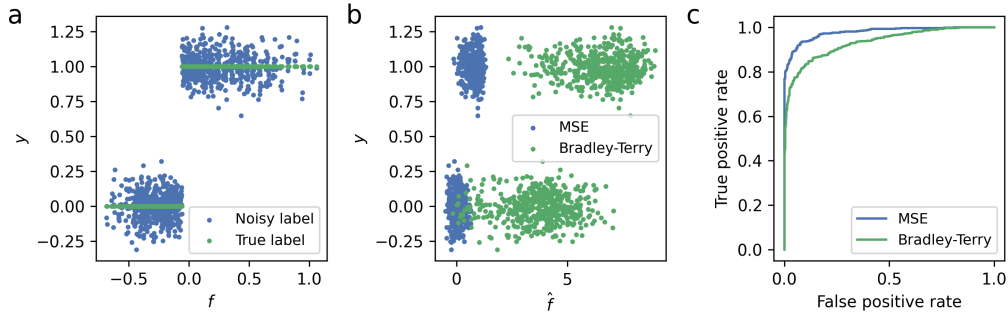 a
1.25
1.00
0.75
0.50
0.25
0.00
−0.25
y
Noisy label
True label
−0.5
0.0
0.5
1.0
f
b
1.25
1.00
0.75
0.50
0.25
0.00
−0.25
y
MSE
Bradley-Terry
0
5
f̂
c
1.0
0.8
0.6
0.4
0.2
0.0
True positive rate
MSE
Bradley-Terry
0.0
0.5
1.0
False positive rate